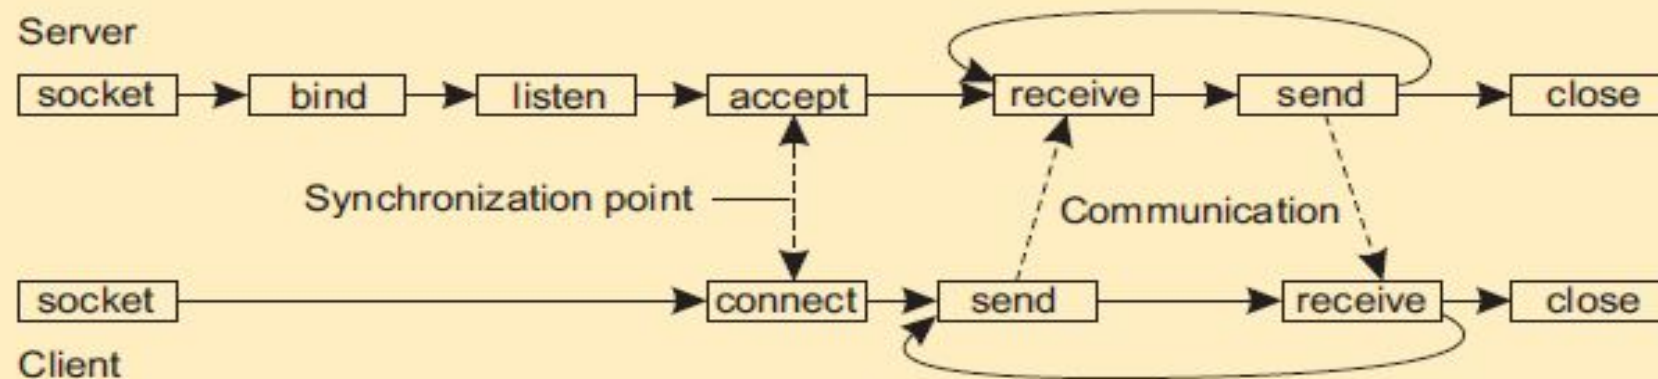 Server
socket bind listen accept receive send close
Synchronization point Communication
socket connect send receive close
Client